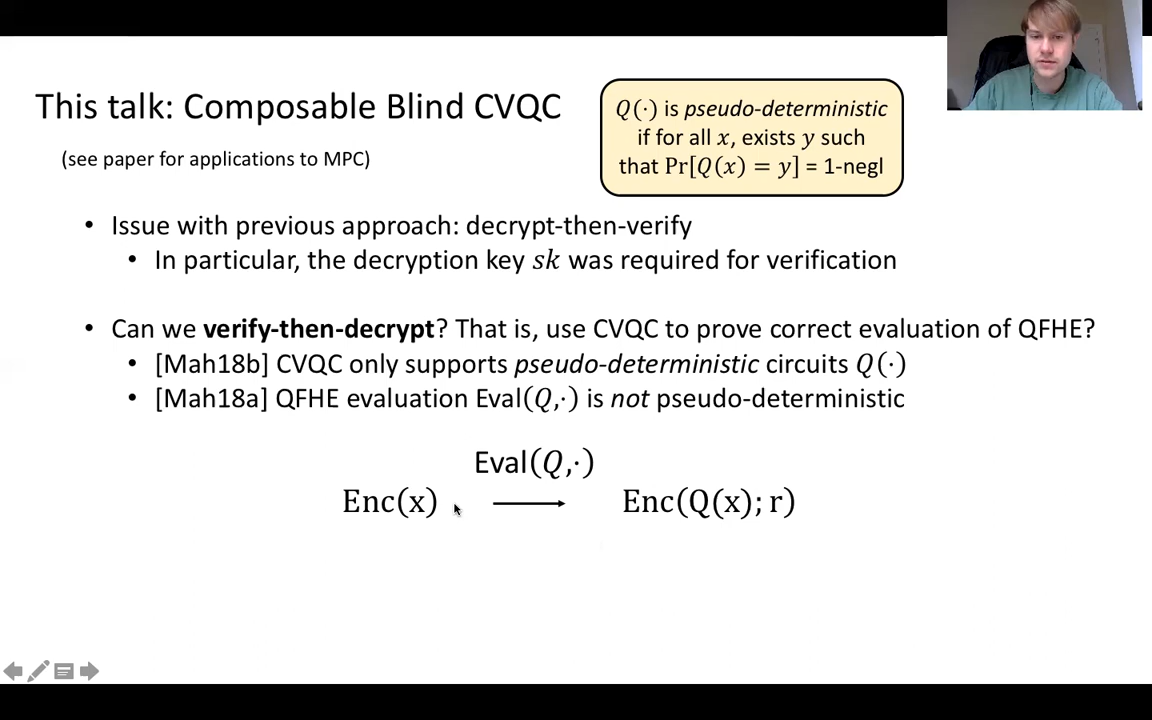 This talk: Composable Blind CVQC
(see paper for applications to MPC)
Q(·) is pseudo-deterministic
if for all x, exists y such
that Pr[Q(x) = y] = 1-negl
• Issue with previous approach: decrypt-then-verify
• In particular, the decryption key sk was required for verification
• Can we verify-then-decrypt? That is, use CVQC to prove correct evaluation of QFHE?
• [Mah18b] CVQC only supports pseudo-deterministic circuits Q(·)
• [Mah18a] QFHE evaluation Eval(Q,·) is not pseudo-deterministic
Eval(Q,·)
Enc(x) → Enc(Q(x); r)